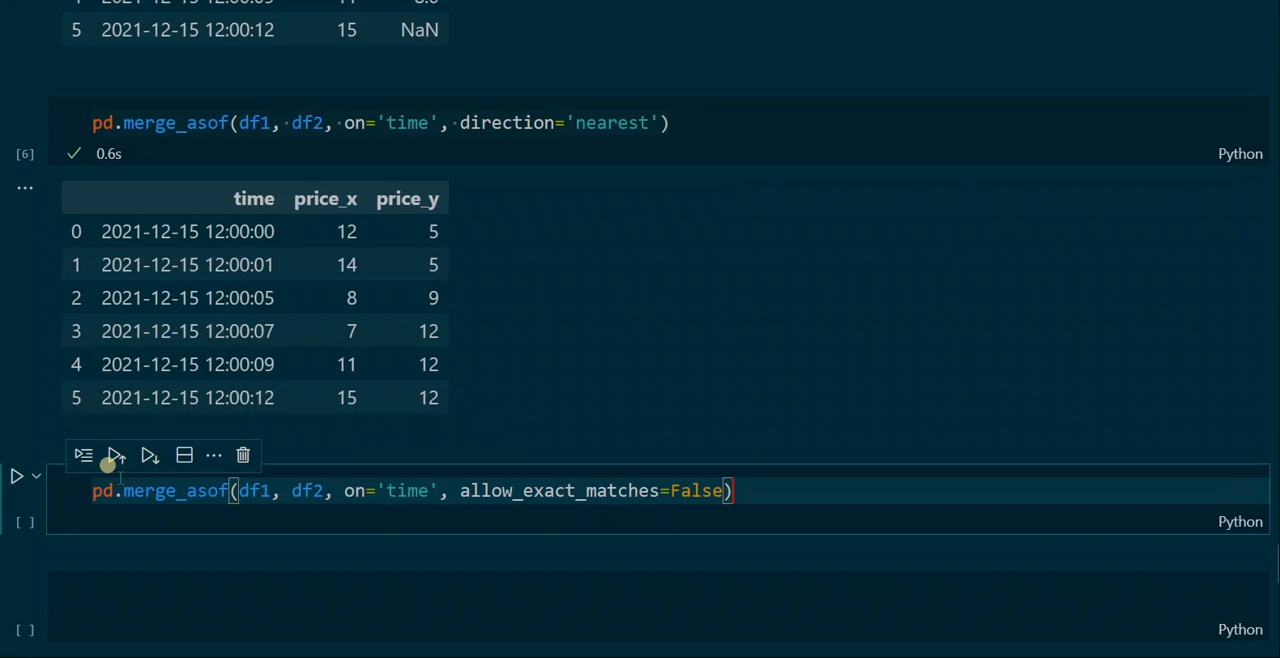 5 2021-12-15 12:00:12 15 NaN
pd.merge_asof(df1, df2, on='time', direction='nearest')
[6] 0.6s Python
...
time price_x price_y
0 2021-12-15 12:00:00 12 5
1 2021-12-15 12:00:01 14 5
2 2021-12-15 12:00:05 8 9
3 2021-12-15 12:00:07 7 12
4 2021-12-15 12:00:09 11 12
5 2021-12-15 12:00:12 15 12
pd.merge_asof(df1, df2, on='time', allow_exact_matches=False)
[ ] Python
[ ] Python